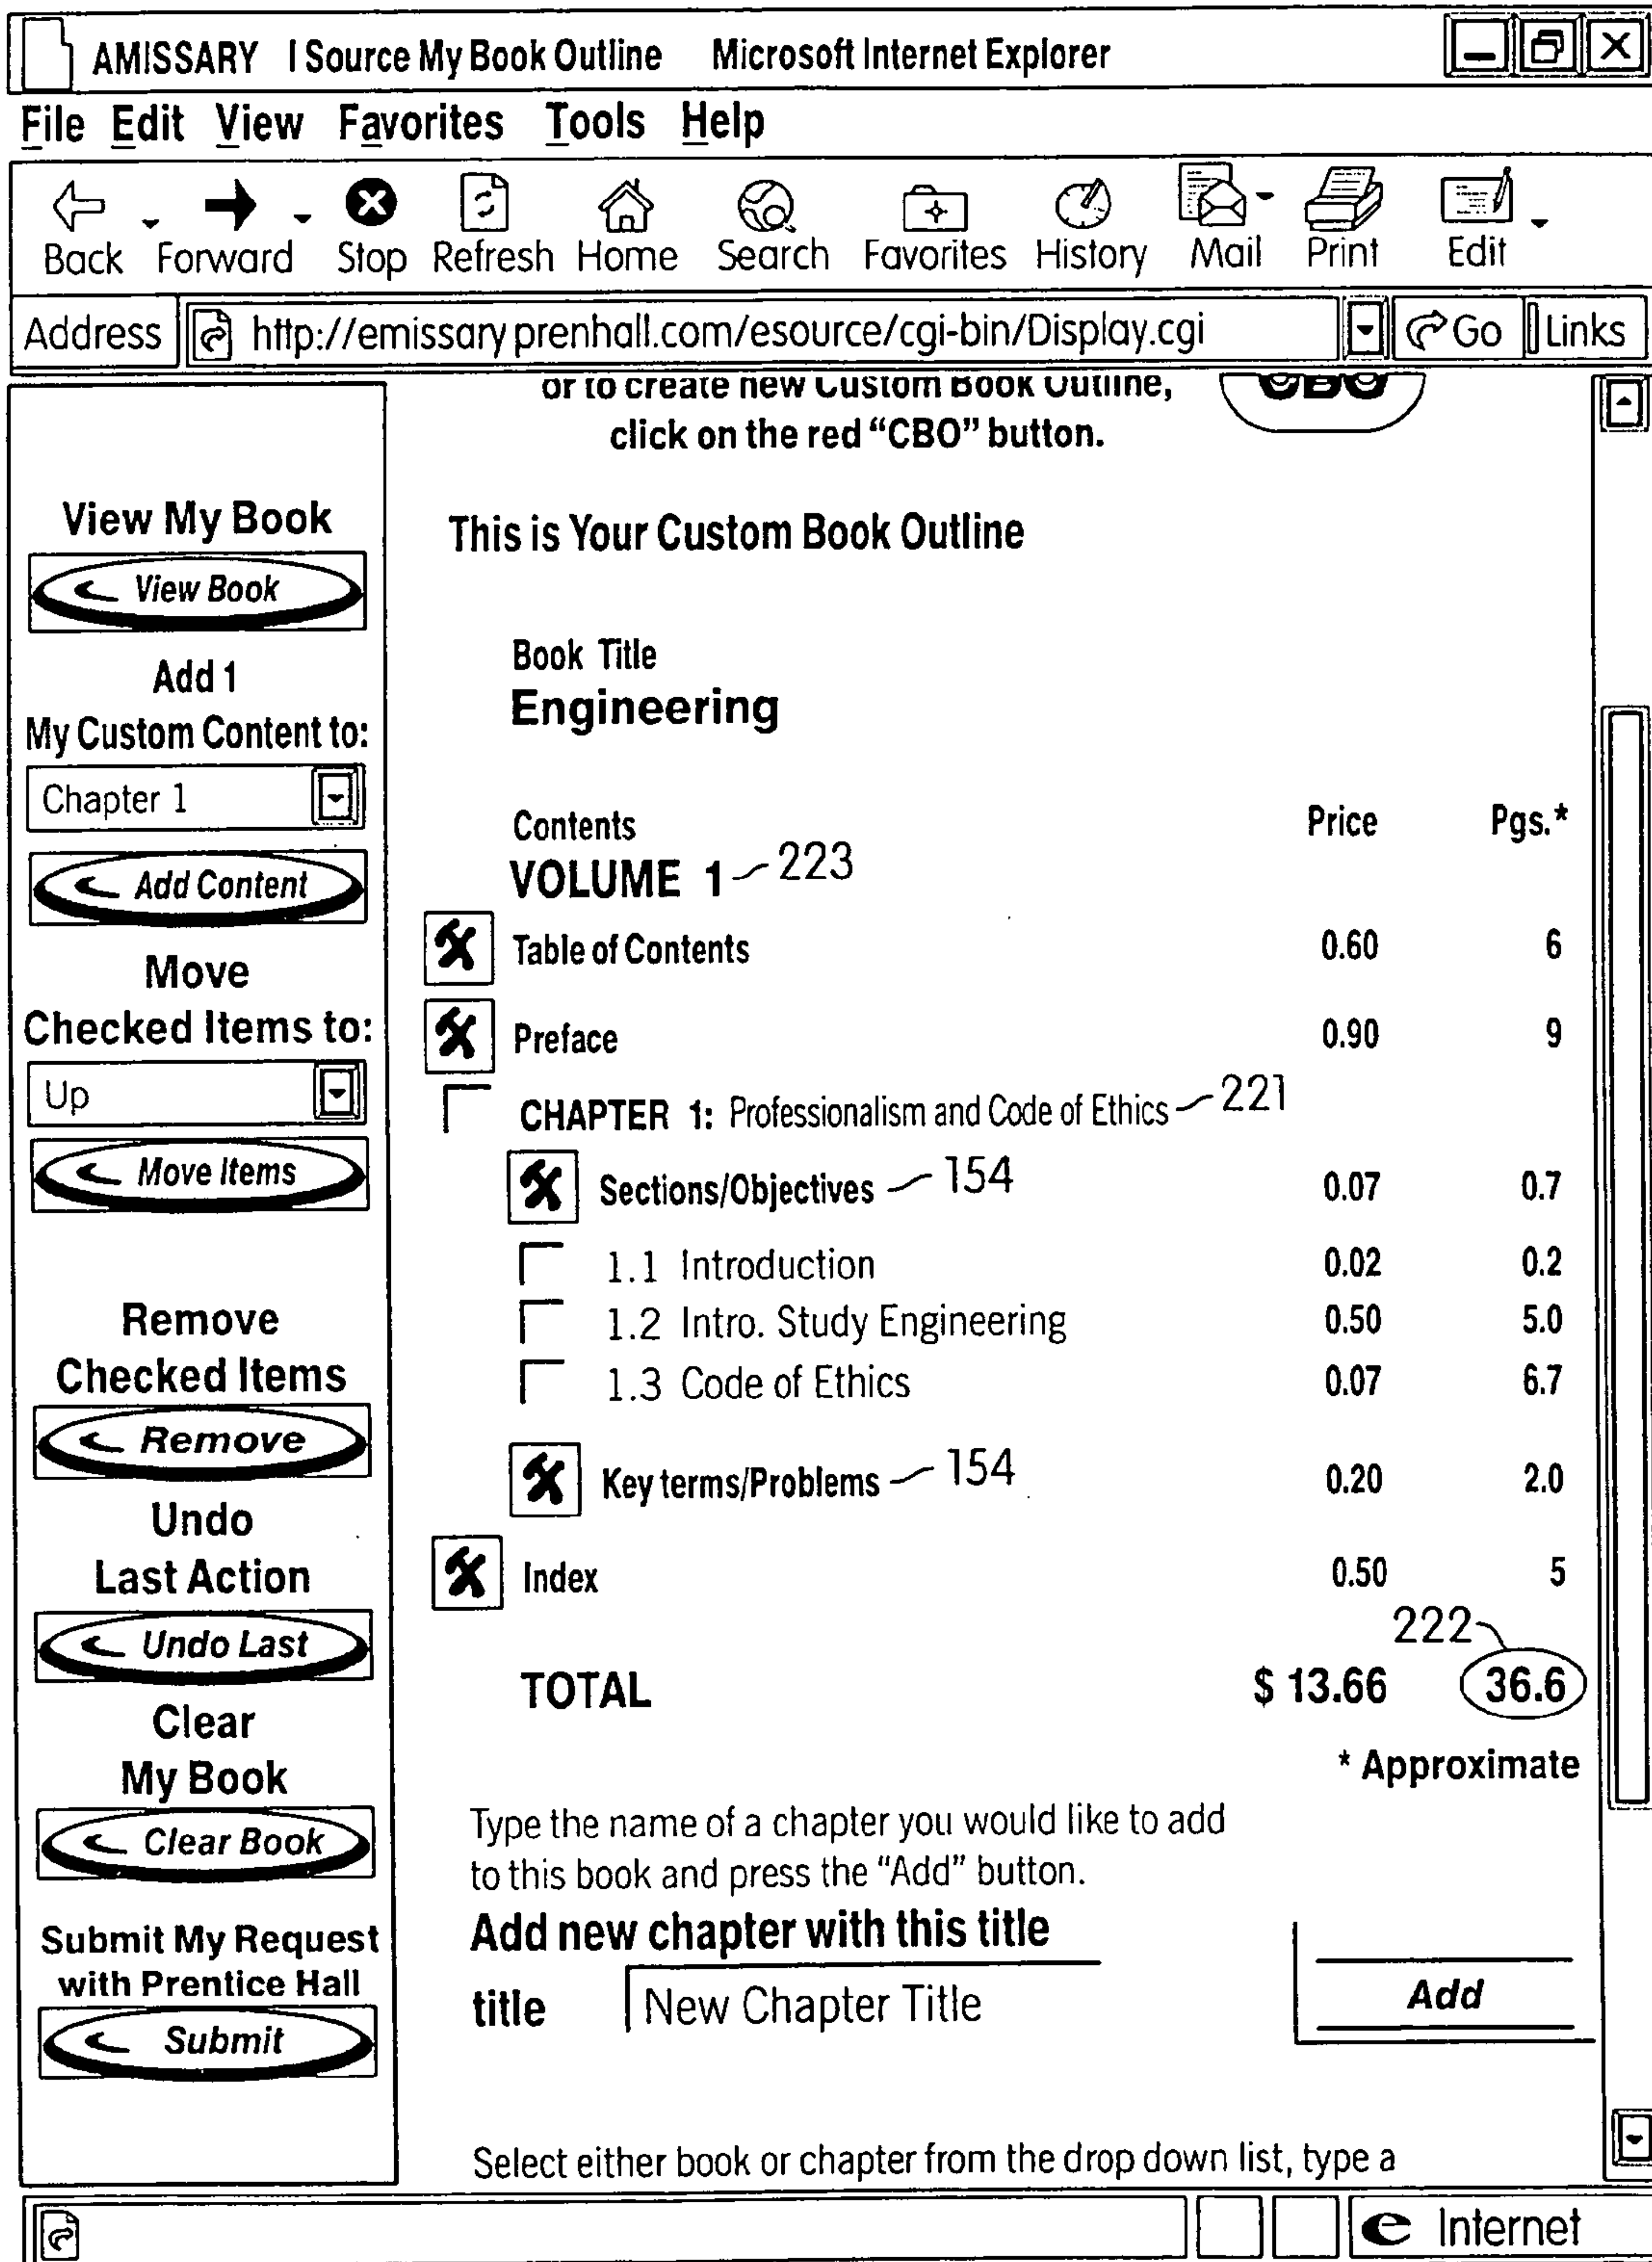 AMISSARY I Source My Book Outline Microsoft Internet Explorer
File Edit View Favorites Tools Help
Back Forward Stop Refresh Home Search Favorites History Mail Print Edit
Address http://emissary prenhall.com/esource/cgi-bin/Display.cgi Go Links
or to create new Custom Book Outline, CBO
click on the red “CBO” button.
View My Book
View Book
Add 1
My Custom Content to:
Chapter 1
Add Content
Move
Checked Items to:
Up
Move Items
Remove
Checked Items
Remove
Undo
Last Action
Undo Last
Clear
My Book
Clear Book
Submit My Request
with Prentice Hall
Submit
This is Your Custom Book Outline
Book Title
Engineering
Contents Price Pgs.*
VOLUME 1 223
Table of Contents 0.60 6
Preface 0.90 9
CHAPTER 1: Professionalism and Code of Ethics 221
Sections/Objectives 154 0.07 0.7
1.1 Introduction 0.02 0.2
1.2 Intro. Study Engineering 0.50 5.0
1.3 Code of Ethics 0.07 6.7
Key terms/Problems 154 0.20 2.0
Index 0.50 5
222
TOTAL $ 13.66 36.6
* Approximate
Type the name of a chapter you would like to add
to this book and press the “Add” button.
Add new chapter with this title
title New Chapter Title Add
Select either book or chapter from the drop down list, type a
Internet